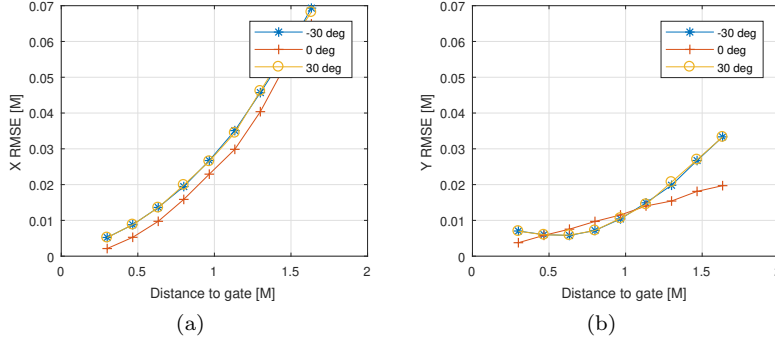 0.07
0.06
0.05
0.04
0.03
0.02
0.01
0
X RMSE [M]
-30 deg
0 deg
30 deg
0
0.5
1
1.5
2
Distance to gate [M]
(a)
0.07
0.06
0.05
0.04
0.03
0.02
0.01
0
Y RMSE [M]
-30 deg
0 deg
30 deg
0
0.5
1
1.5
2
Distance to gate [M]
(b)